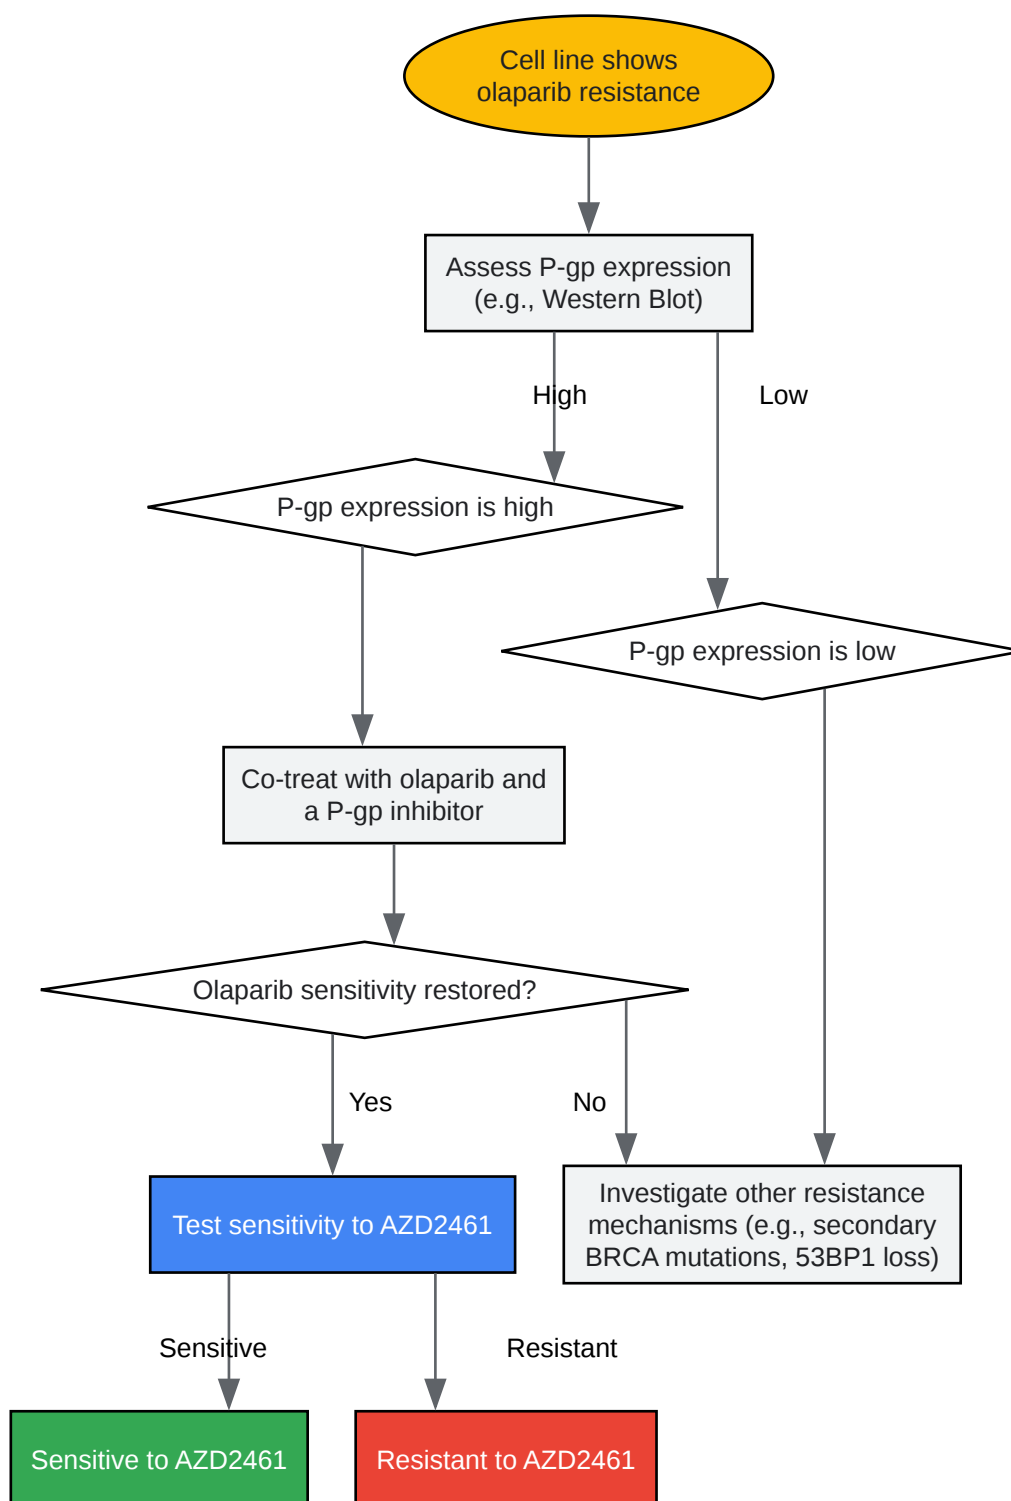 Cell line shows
olaparib resistance
Assess P-gp expression
(e.g., Western Blot)
High
Low
P-gp expression is high
P-gp expression is low
Co-treat with olaparib and
a P-gp inhibitor
Olaparib sensitivity restored?
Yes
No
Test sensitivity to AZD2461
Investigate other resistance
mechanisms (e.g., secondary
BRCA mutations, 53BP1 loss)
Sensitive
Resistant
Sensitive to AZD2461
Resistant to AZD2461